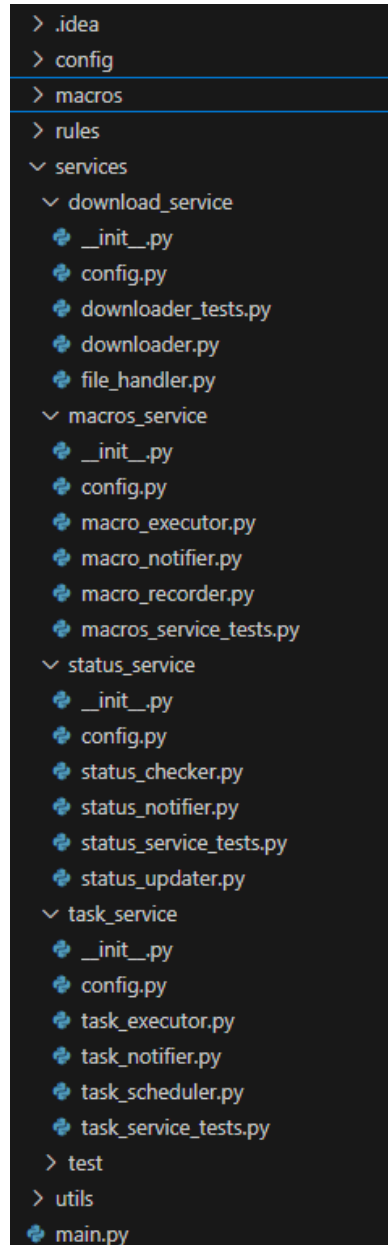 .idea
config
macros
rules
services
download_service
__init__.py
config.py
downloader_tests.py
downloader.py
file_handler.py
macros_service
__init__.py
config.py
macro_executor.py
macro_notifier.py
macro_recorder.py
macros_service_tests.py
status_service
__init__.py
config.py
status_checker.py
status_notifier.py
status_service_tests.py
status_updater.py
task_service
__init__.py
config.py
task_executor.py
task_notifier.py
task_scheduler.py
task_service_tests.py
test
utils
main.py